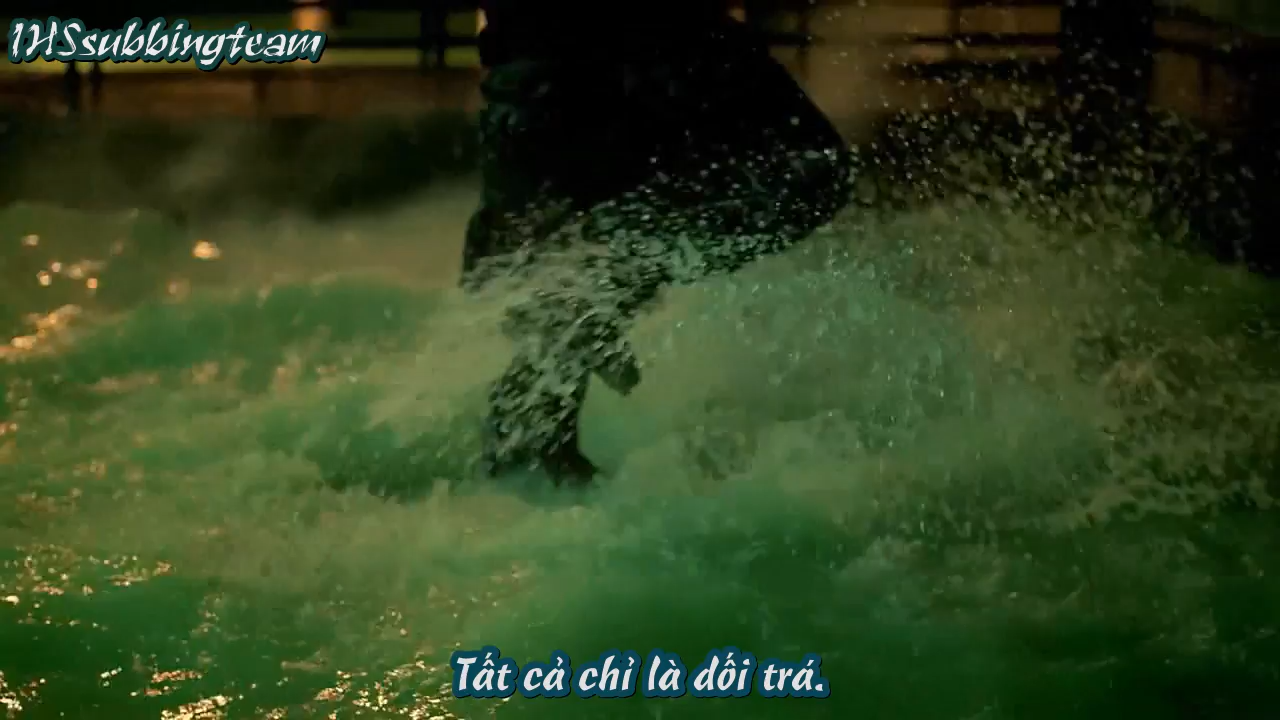 IHSsubbingteam
Tất cả chỉ là dối trá.